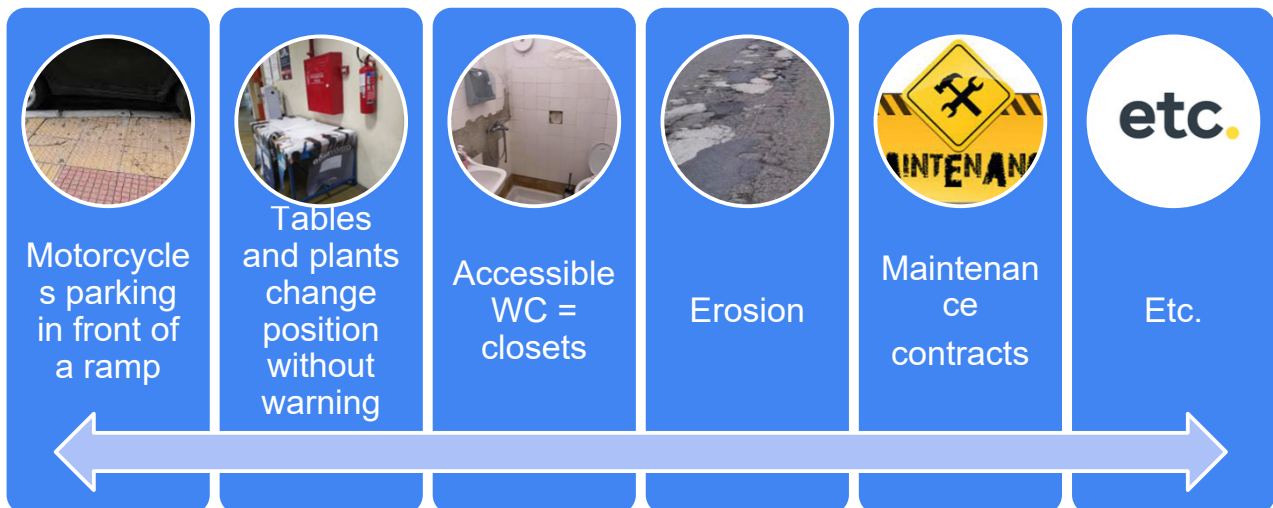 etc.
INTENAN
Motorcycle
s parking
in front of
a ramp
Tables
and plants
change
position
without
warning
Accessible
WC =
closets
Erosion
Maintenan
ce
contracts
Etc.